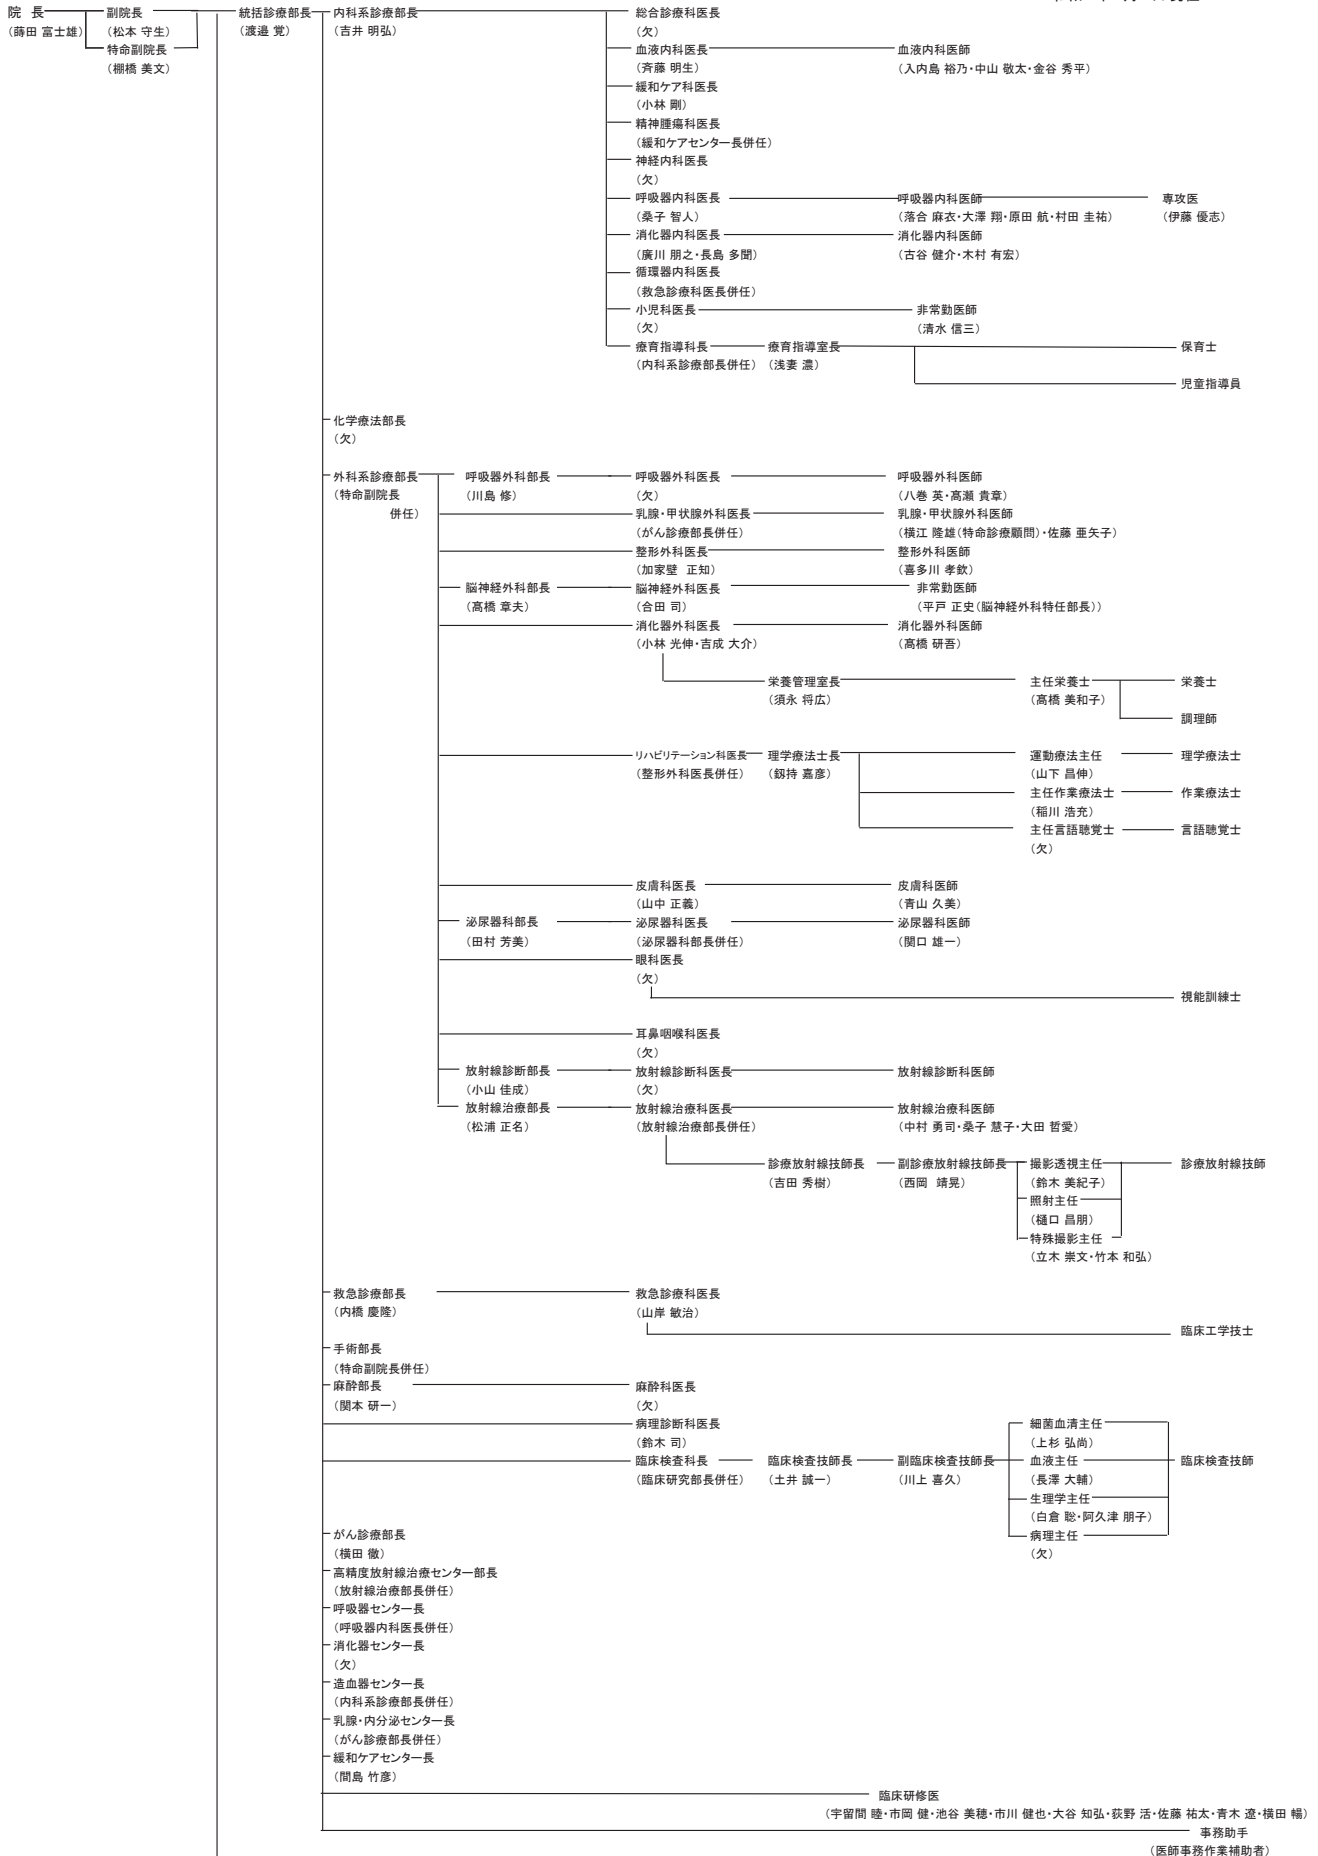 院　長　副院長　統括診療部長　内科系診療部長　総合診療科医長
（蒔田 富士雄）（松本 守生）（渡邉 覚）（吉井 明弘）（欠）
特命副院長　血液内科医長　血液内科医師
（棚橋 美文）（斉藤 明生）（入内島 裕乃・中山 敬太・金谷 秀平）
緩和ケア科医長
（小林 剛）
精神腫瘍科医長
（緩和ケアセンター長併任）
神経内科医長
（欠）
呼吸器内科医長　呼吸器内科医師　専攻医
（桑子 智人）（落合 麻衣・大澤 翔・原田 航・村田 圭祐）（伊藤 優志）
消化器内科医長　消化器内科医師
（廣川 朋之・長島 多聞）（古谷 健介・木村 有宏）
循環器内科医長
（救急診療科医長併任）
小児科医長　非常勤医師
（欠）（清水 信三）
療育指導科長　療育指導室長　保育士
（内科系診療部長併任）（浅妻 濃）
児童指導員
化学療法部長
（欠）
外科系診療部長　呼吸器外科部長　呼吸器外科医長　呼吸器外科医師
（特命副院長　（川島 修）（欠）（八巻 英・髙瀬 貴章）
併任）　乳腺・甲状腺外科医長　乳腺・甲状腺外科医師
（がん診療部長併任）（横江 隆雄（特命診療顧問）・佐藤 亜矢子）
整形外科医長　整形外科医師
（加家壁 正知）（喜多川 孝欽）
脳神経外科部長　脳神経外科医長　非常勤医師
（髙橋 章夫）（合田 司）（平戸 正史（脳神経外科特任部長））
消化器外科医長　消化器外科医師
（小林 光伸・吉成 大介）（髙橋 研吾）
栄養管理室長　主任栄養士　栄養士
（須永 将広）（髙橋 美和子）
調理師
リハビリテーション科医長　理学療法士長　運動療法主任　理学療法士
（整形外科医長併任）（釼持 嘉彦）（山下 昌伸）
主任作業療法士　作業療法士
（稲川 浩充）
主任言語聴覚士　言語聴覚士
（欠）
皮膚科医長　皮膚科医師
（山中 正義）（青山 久美）
泌尿器科部長　泌尿器科医長　泌尿器科医師
（田村 芳美）（泌尿器科部長併任）（関口 雄一）
眼科医長
（欠）
視能訓練士
耳鼻咽喉科医長
（欠）
放射線診断部長　放射線診断科医長　放射線診断科医師
（小山 佳成）（欠）
放射線治療部長　放射線治療科医長　放射線治療科医師
（松浦 正名）（放射線治療部長併任）（中村 勇司・桑子 慧子・大田 哲愛）
診療放射線技師長　副診療放射線技師長　撮影透視主任　診療放射線技師
（吉田 秀樹）（西岡 靖晃）（鈴木 美紀子）
照射主任
（樋口 昌朋）
特殊撮影主任
（立木 崇文・竹本 和弘）
救急診療部長　救急診療科医長
（内橋 慶隆）（山岸 敏治）
臨床工学技士
手術部長
（特命副院長併任）
麻酔部長　麻酔科医長
（関本 研一）（欠）
病理診断科医長　細菌血清主任
（鈴木 司）（上杉 弘尚）
臨床検査科長　臨床検査技師長　副臨床検査技師長　血液主任　臨床検査技師
（臨床研究部長併任）（土井 誠一）（川上 喜久）（長澤 大輔）
生理学主任
（白倉 聡・阿久津 朋子）
がん診療部長　病理主任
（横田 徹）（欠）
高精度放射線治療センター部長
（放射線治療部長併任）
呼吸器センター長
（呼吸器内科医長併任）
消化器センター長
（欠）
造血器センター長
（内科系診療部長併任）
乳腺・内分泌センター長
（がん診療部長併任）
緩和ケアセンター長
（間島 竹彦）
臨床研修医
（宇留間 睦・市岡 健・池谷 美穂・市川 健也・大谷 知弘・荻野 活・佐藤 祐太・青木 遼・横田 暢）
事務助手
（医師事務作業補助者）